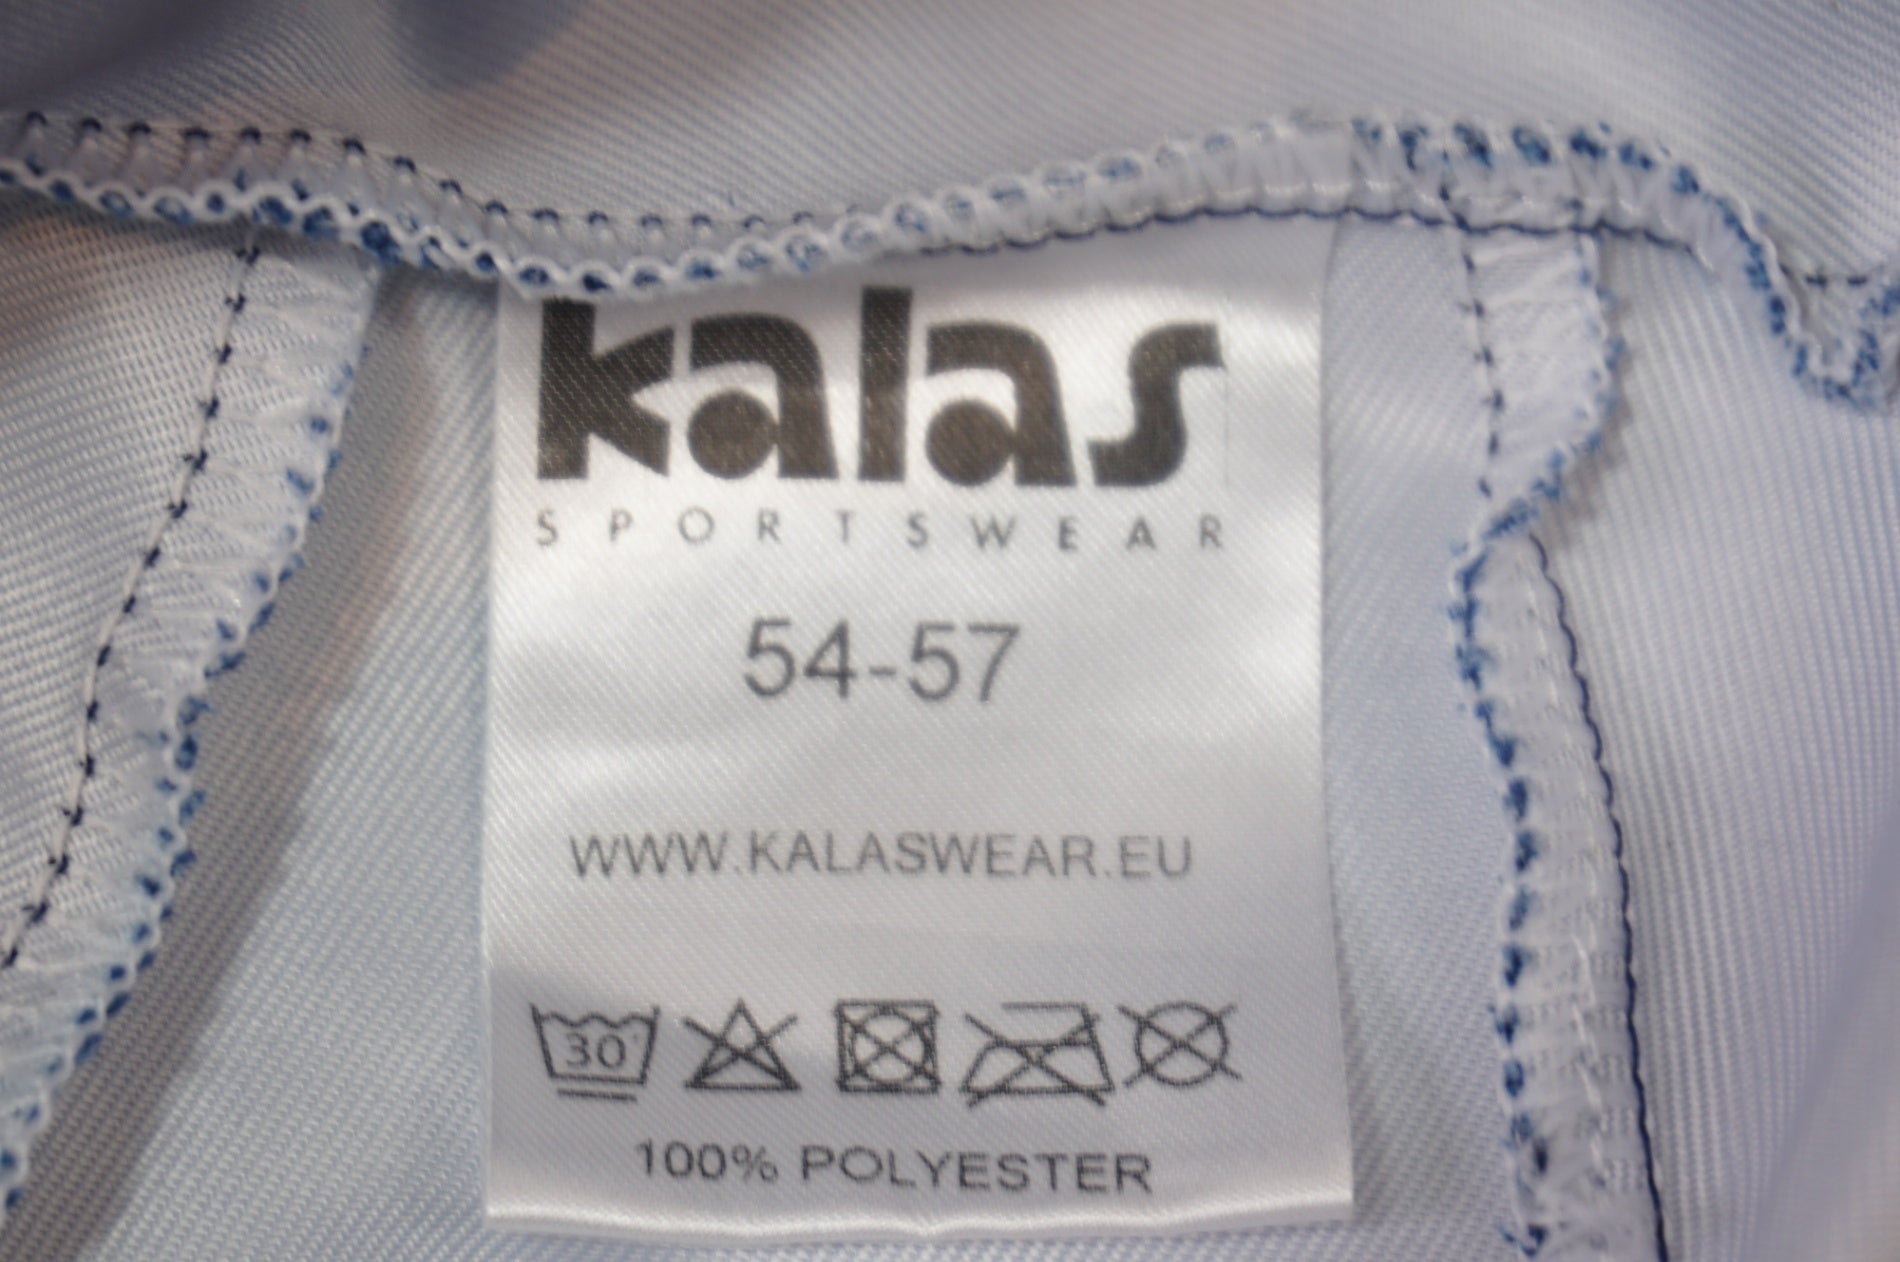 kalas
SPORTSWEAR
54-57
WWW.KALASWEAR.EU
30°
100% POLYESTER